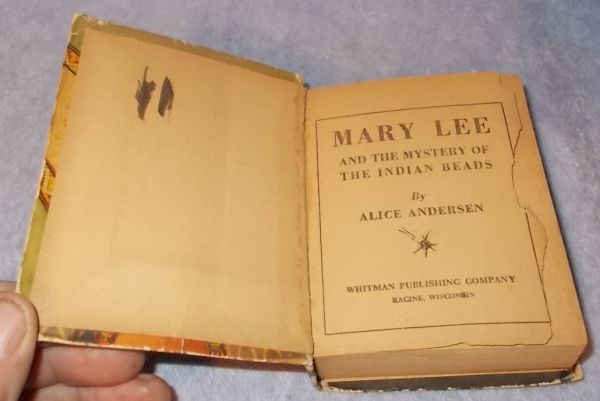 MARY LEE
AND THE MYSTERY OF
THE INDIAN BEADS
By
ALICE ANDERSEN
WHITMAN PUBLISHING COMPANY
RACINE, WISCONSIN